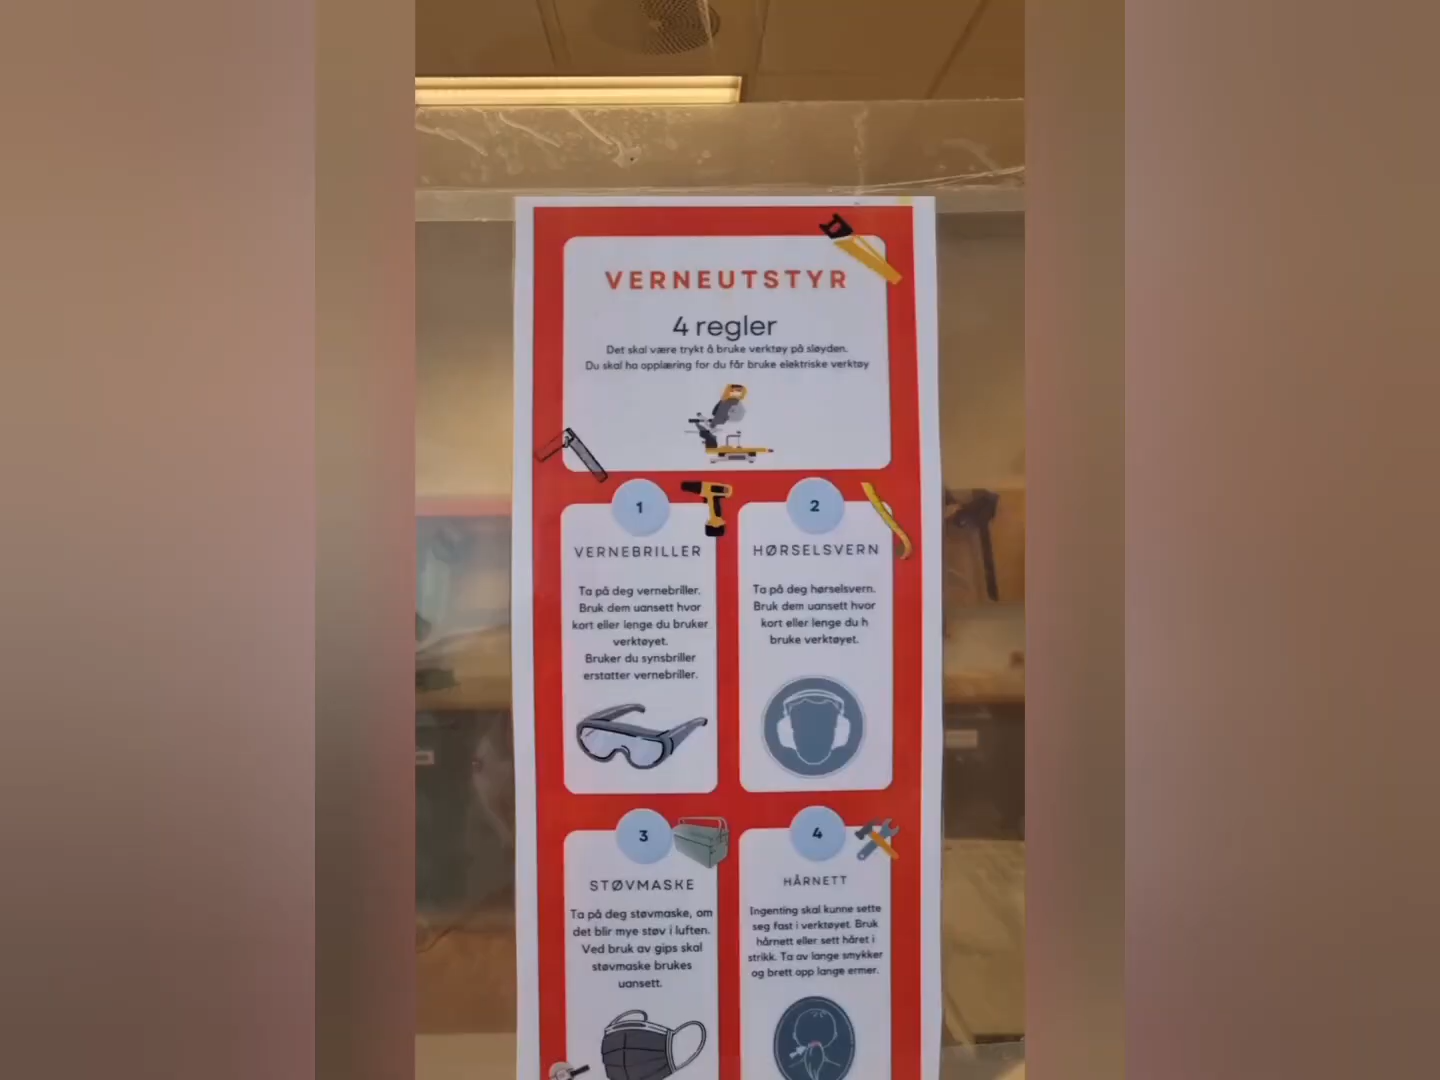 VERNEUTSTYR
4 regler
Det skal være trykt å bruke verktøy på sløyden.
Du skal ha opplæring for du får bruke elektriske verktøy
1
VERNEBRILLER
Ta på deg vernebriller.
Bruk dem uansett hvor
kort eller lenge du bruker
verktøyet.
Bruker du synsbriller
erstatter vernebriller.
2
HØRSELSVERN
Ta på deg hørselsvern.
Bruk dem uansett hvor
kort eller lenge du h
bruke verktøyet.
3
STØVMASKE
Ta på deg støvmaske, om
det blir mye støv i luften.
Ved bruk av gips skal
støvmaske brukes
uansett.
4
HÅRNETT
Ingenting skal kunne sette
seg fast i verktøyet. Bruk
hårnett eller sett håret i
strikk. Ta av lange smykker
og brett opp lange ermer.